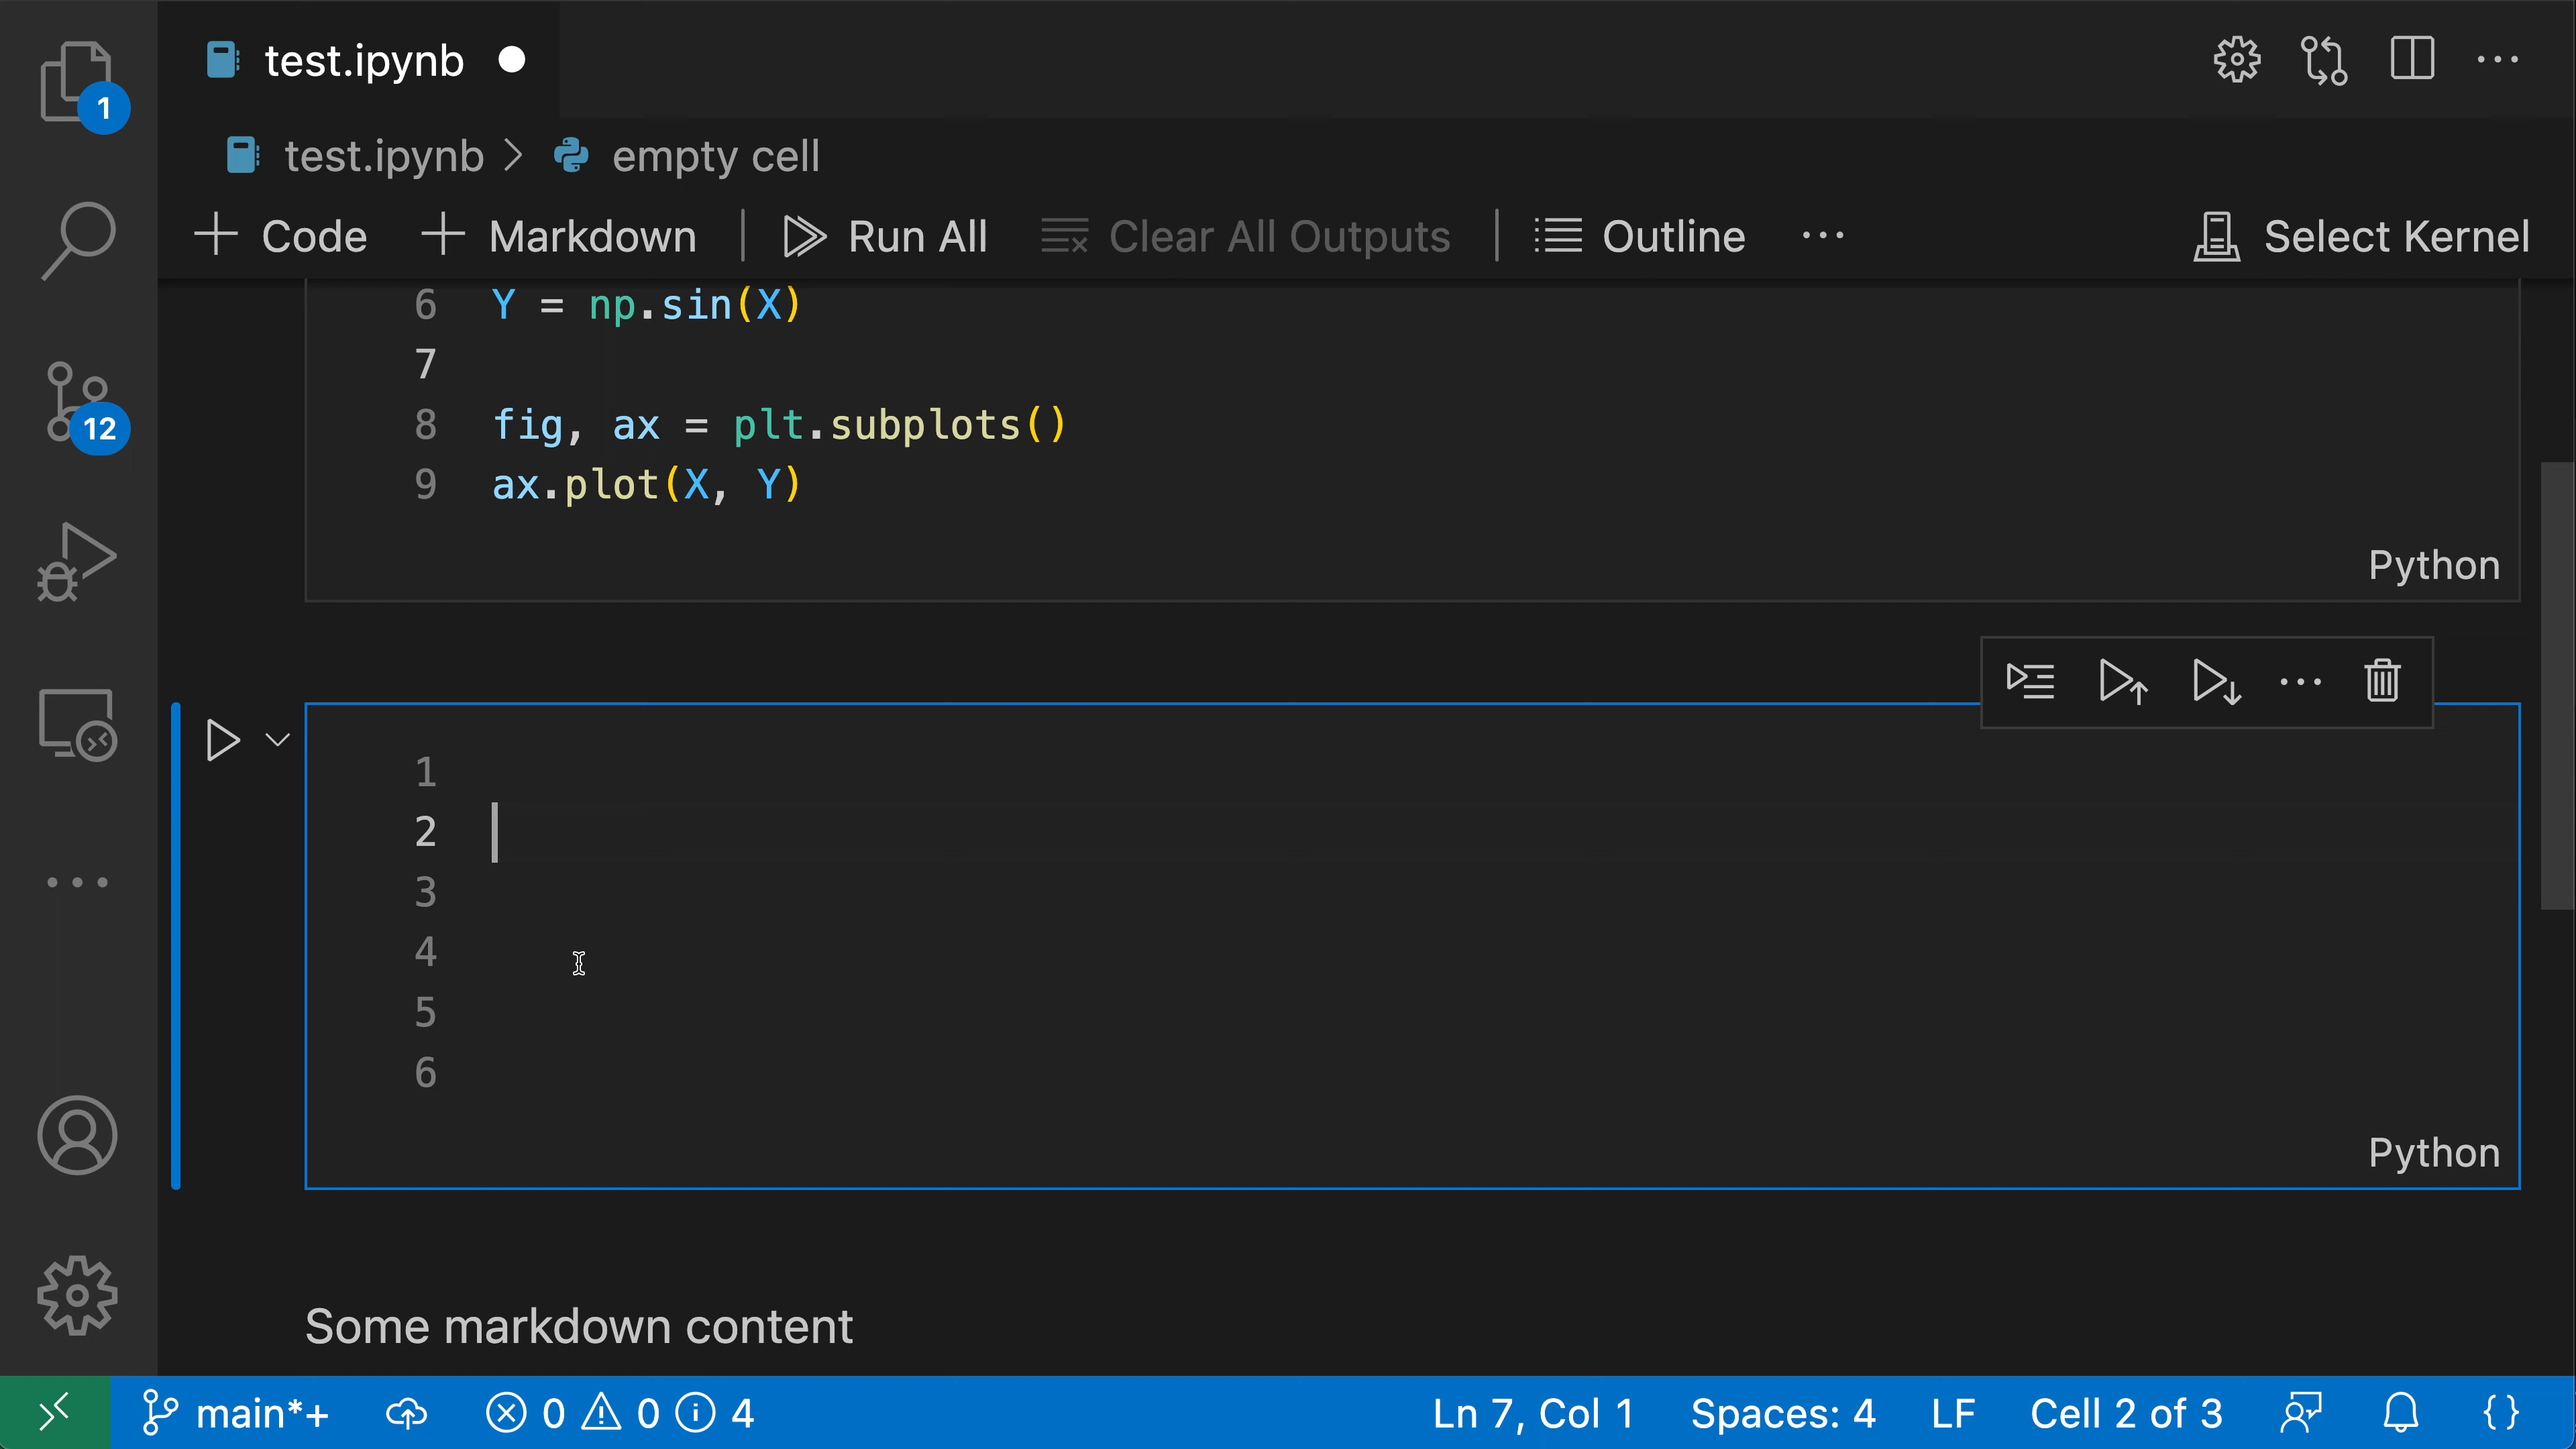 test.ipynb
1
test.ipynb > empty cell
Code Markdown Run All Clear All Outputs Outline ... Select Kernel
6 Y = np.sin(X)
7
8 fig, ax = plt.subplots()
9 ax.plot(X, Y)
12
Python
1
2
3
4
5
6
Python
Some markdown content
main*+ 0 0 4 Ln 7, Col 1 Spaces: 4 LF Cell 2 of 3 {}